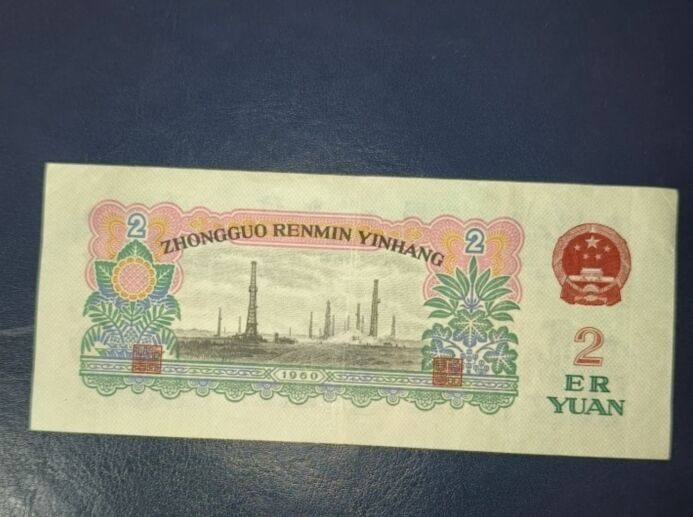 2
2
ZHONGGUO RENMIN YINHANG
1960
2
ER
YUAN